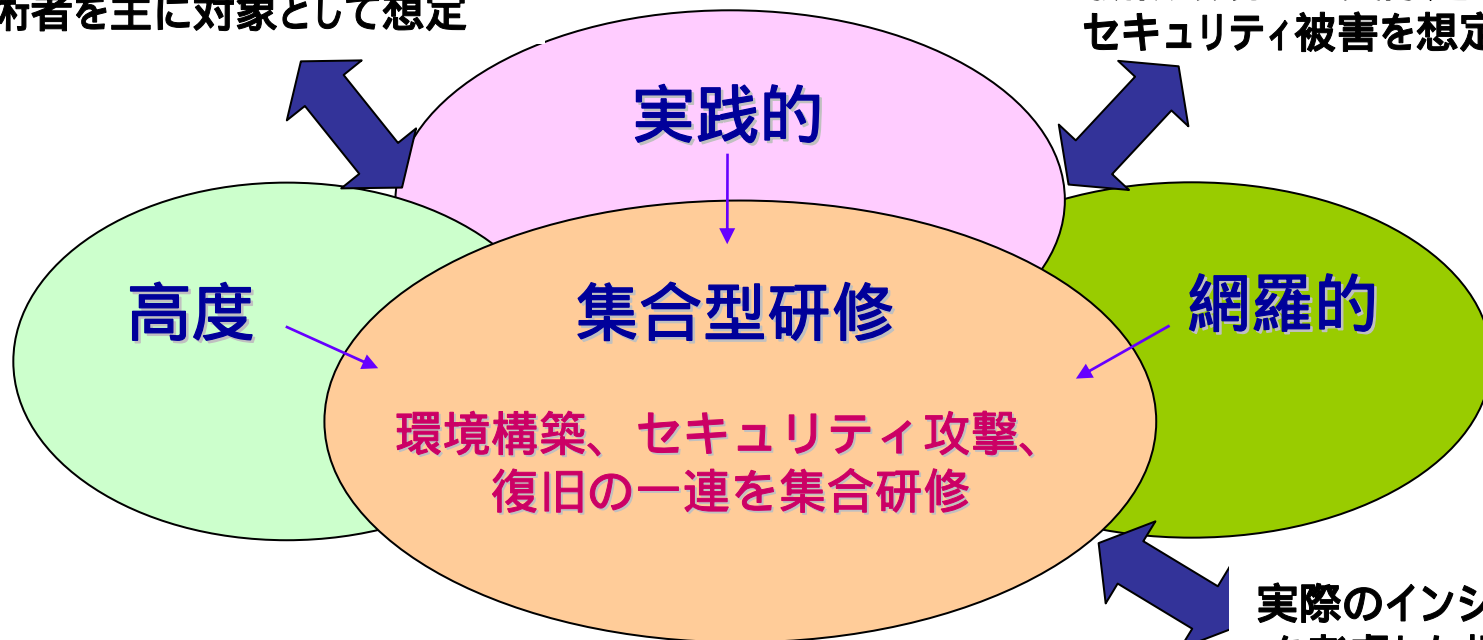 術者を主に対象として想定
セキュリティ被害を想定
実践的
高度
集合型研修
網羅的
環境構築、セキュリティ攻撃、
復旧の一連を集合研修
実際のインシ